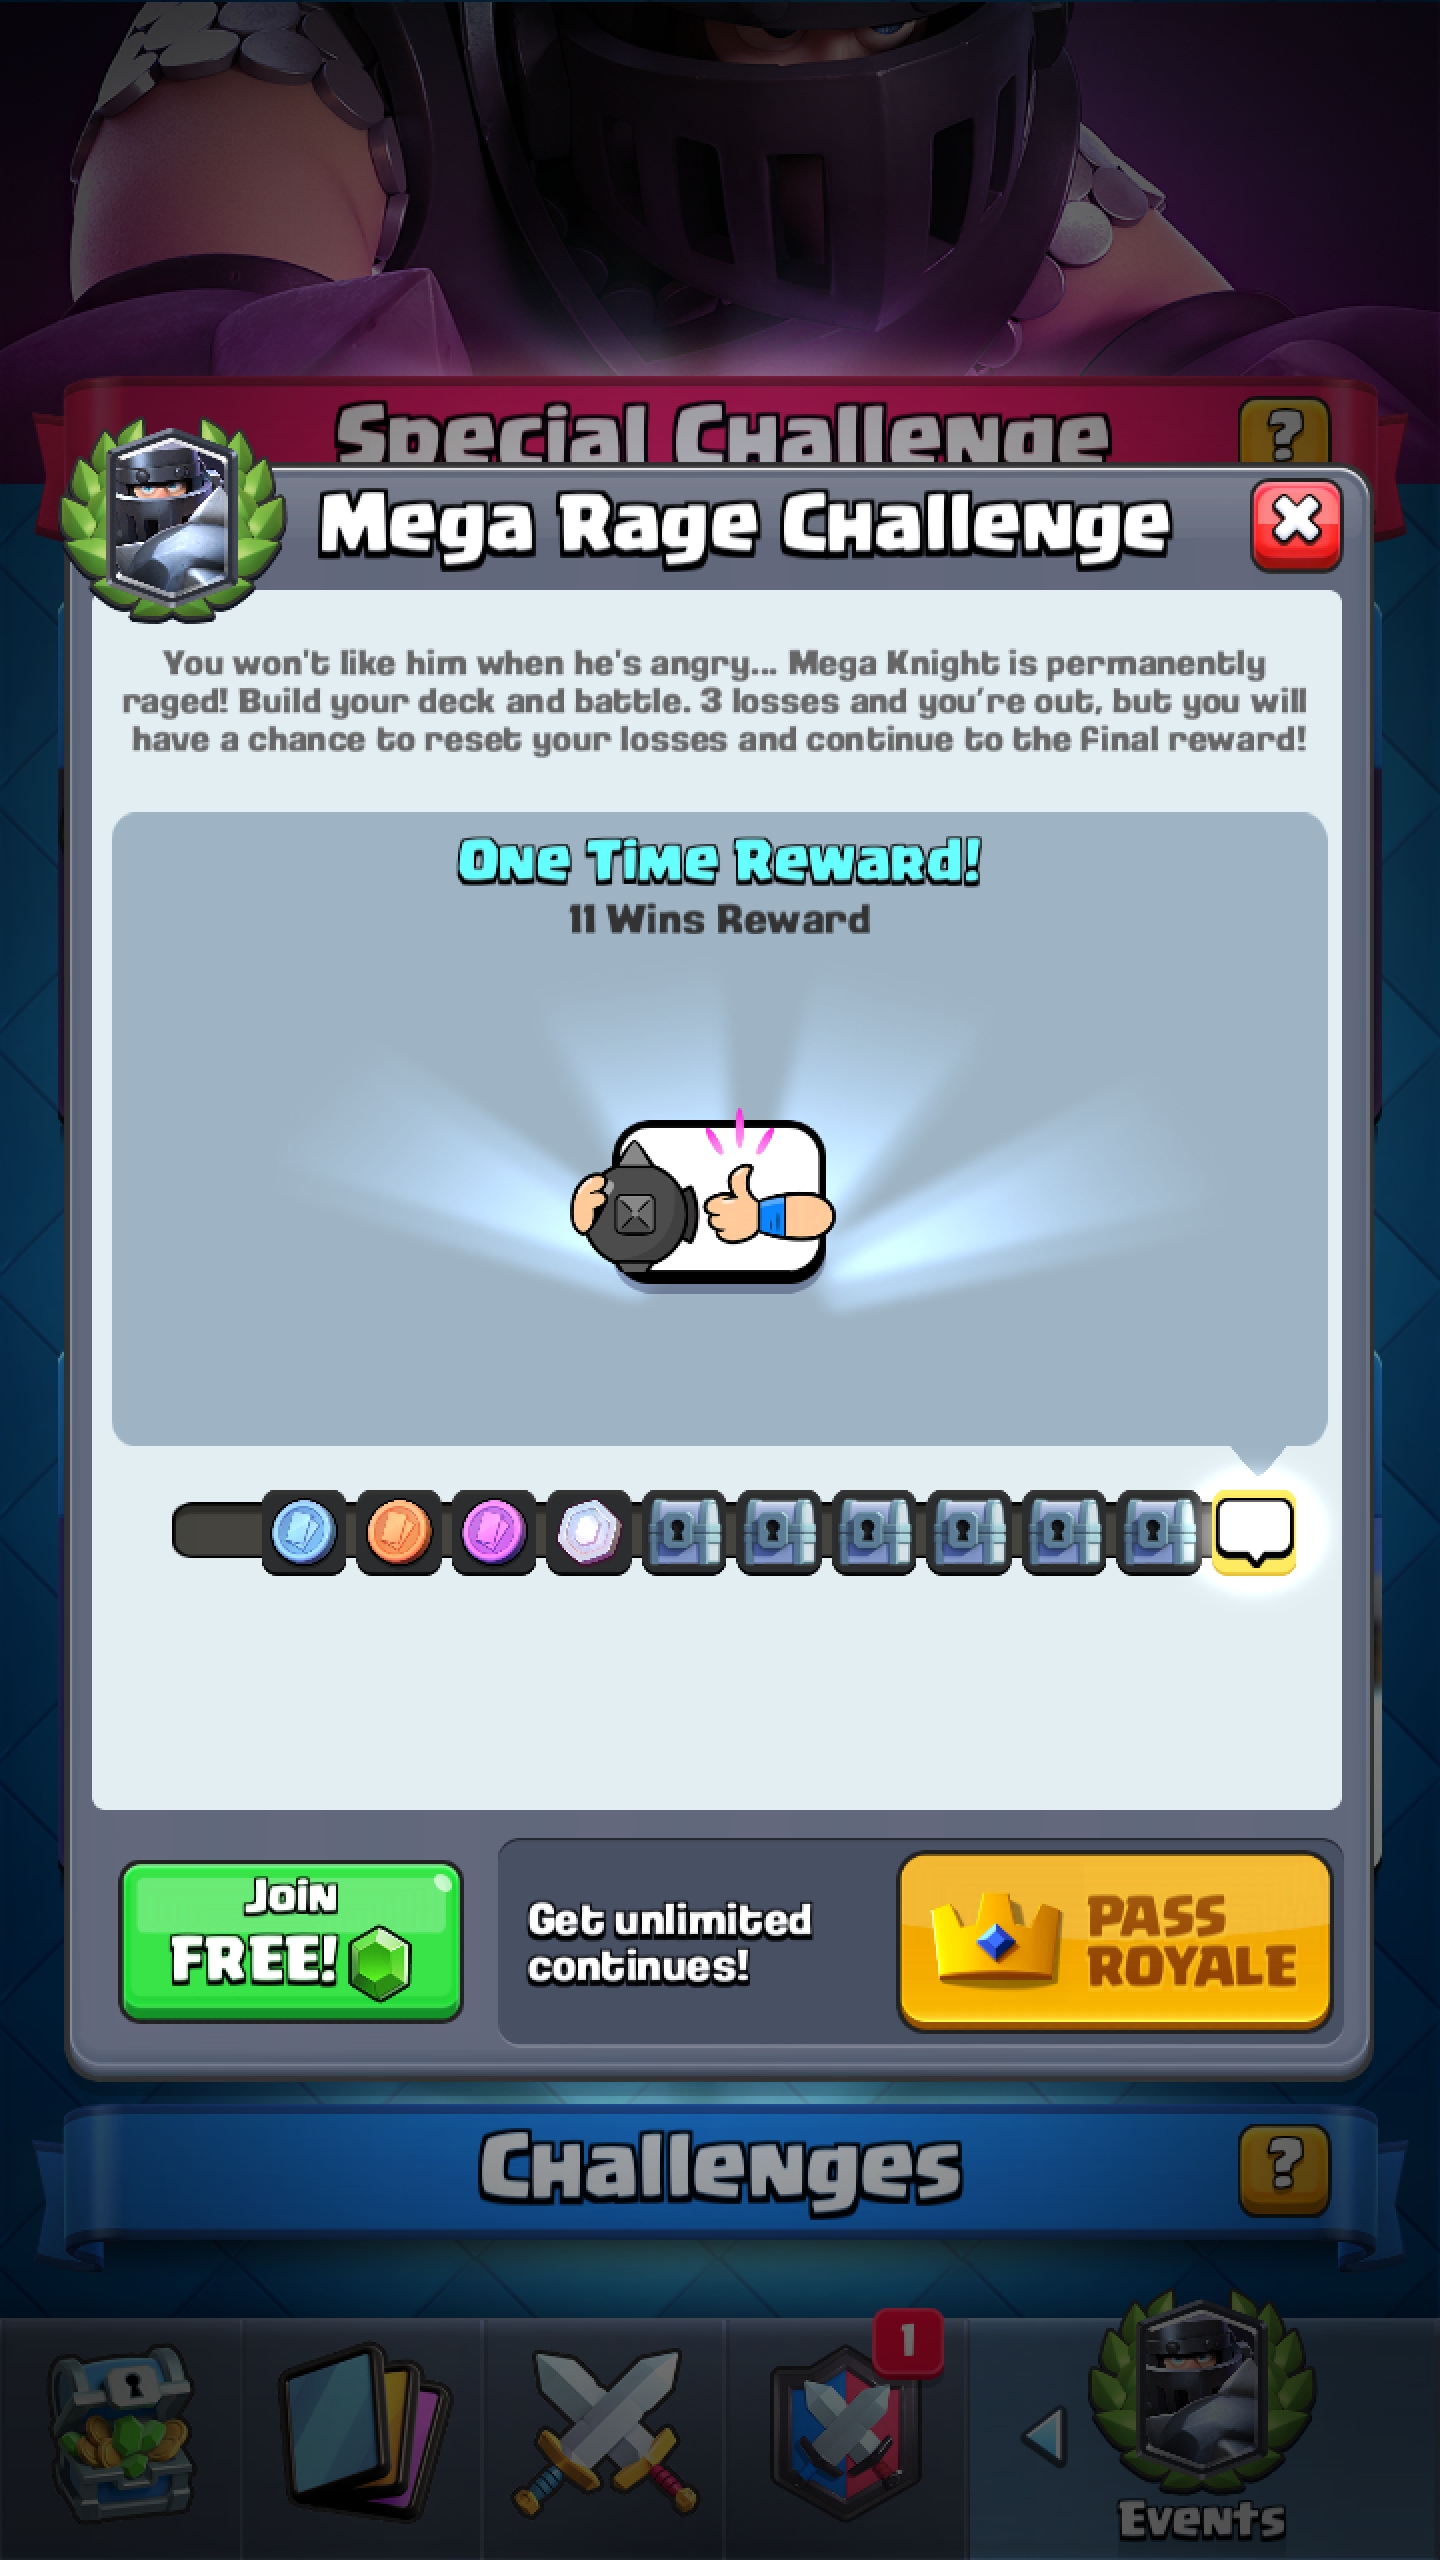 Special Challenge
?
Mega Rage Challenge
You won't like him when he's angry... Mega Knight is permanently
raged! Build your deck and battle. 3 losses and you're out, but you will
have a chance to reset your losses and continue to the final reward!
One Time Reward!
11 Wins Reward
Join
FREE!
Get unlimited
continues!
PASS
ROYALE
Challenges
?
1
Events